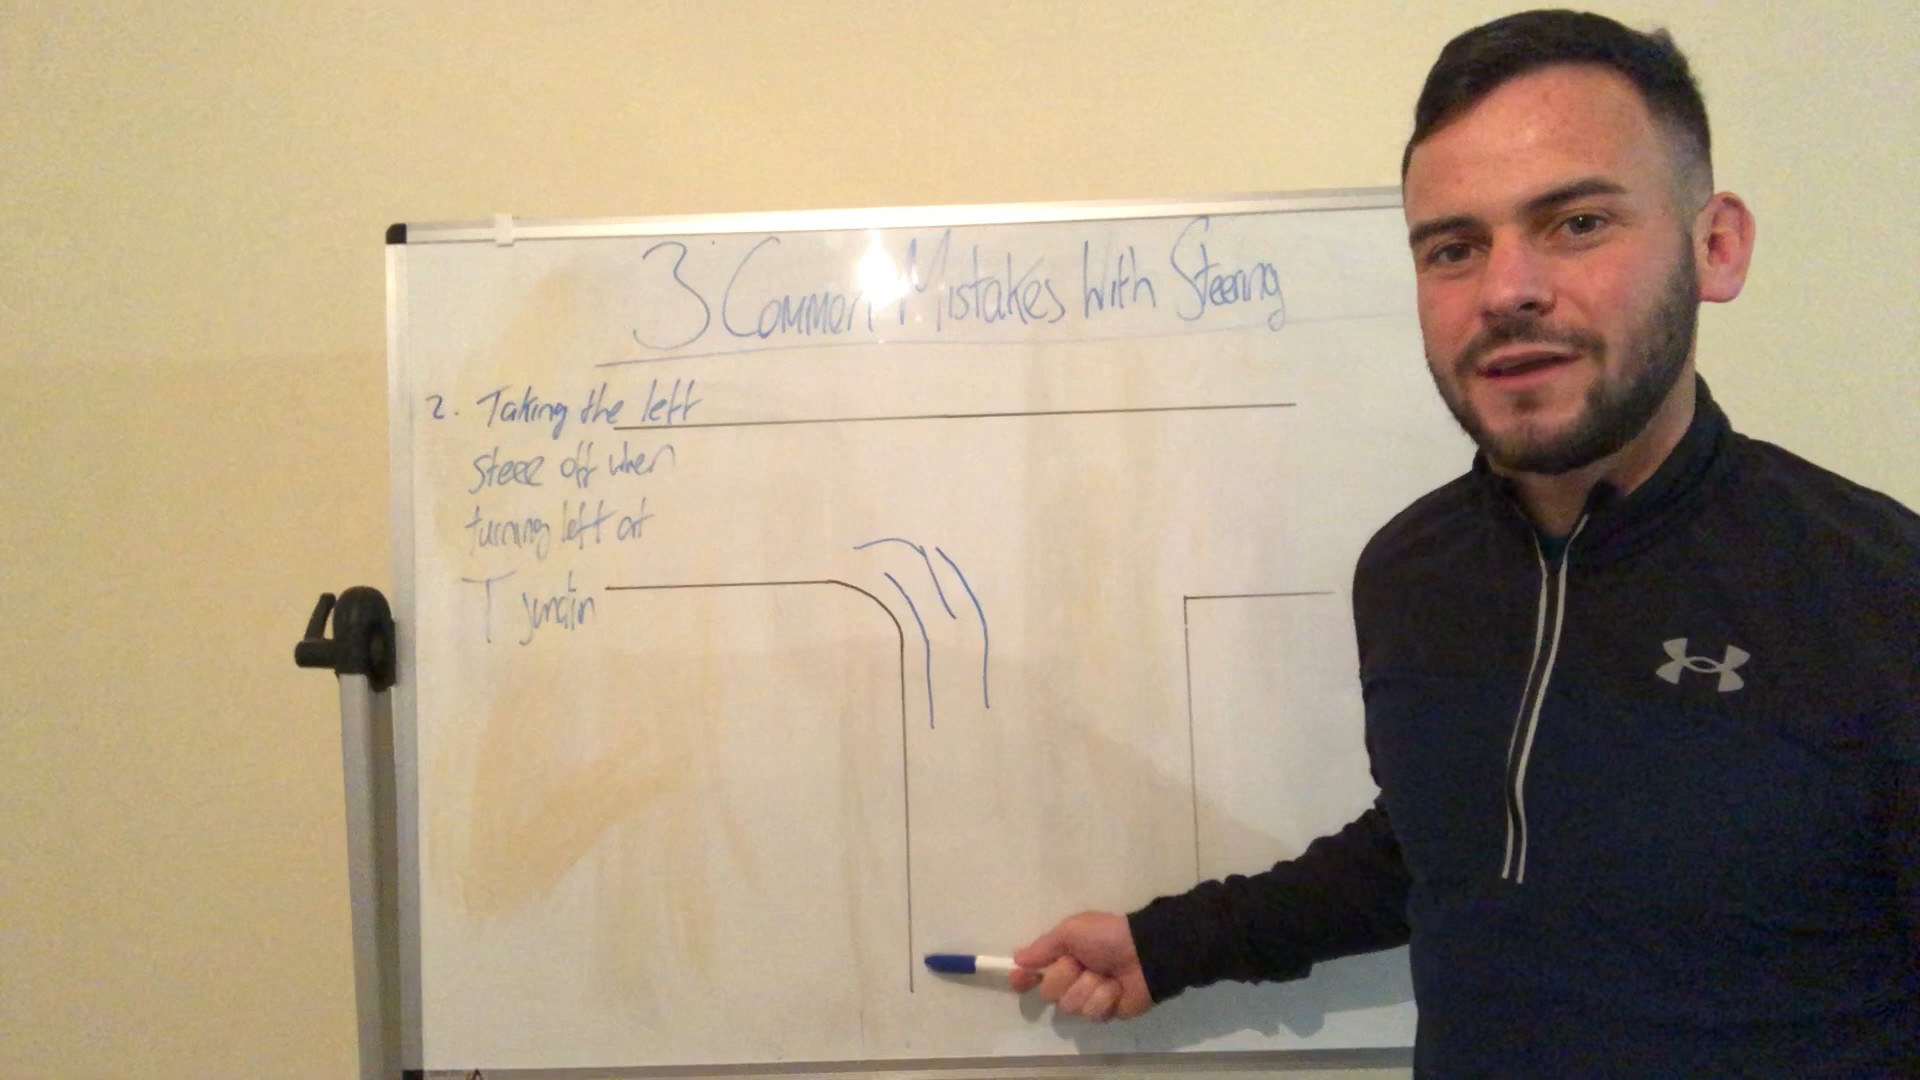 3 Common Mistakes With Steering
2. Taking the left
steer off when
turning left at
T junction